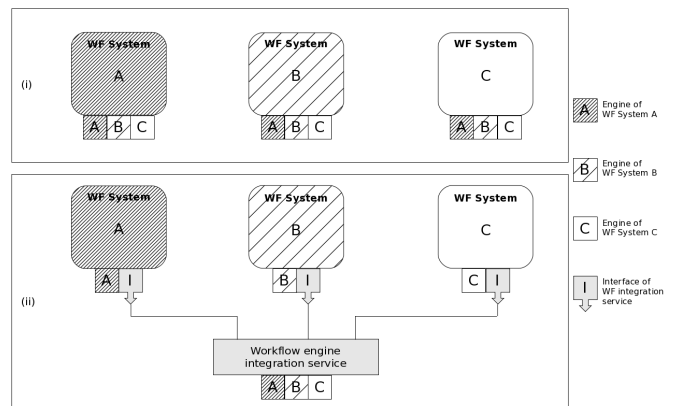 WF System
A
A B C
WF System
B
A B C
WF System
C
A B C
(i)
WF System
A
A I
WF System
B
B I
WF System
C
C I
(ii)
Workflow engine
integration service
A B C
A
Engine of
WF System A
B
Engine of
WF System B
C
Engine of
WF System C
I
Interface of
WF integration
service